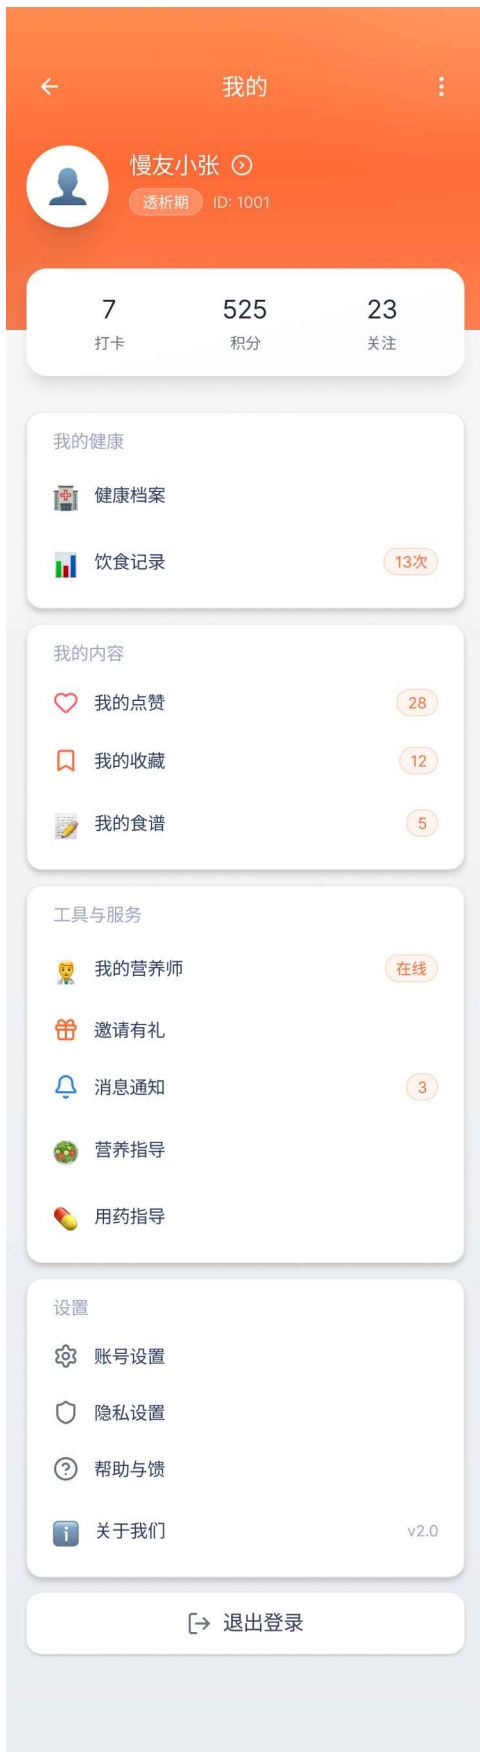 我的
慢友小张
透析期 ID: 1001
7 525 23
打卡 积分 关注
我的健康
健康档案
饮食记录 13次
我的内容
我的点赞 28
我的收藏 12
我的食谱 5
工具与服务
我的营养师 在线
邀请有礼
消息通知 3
营养指导
用药指导
设置
账号设置
隐私设置
帮助与馈
关于我们 v2.0
退出登录